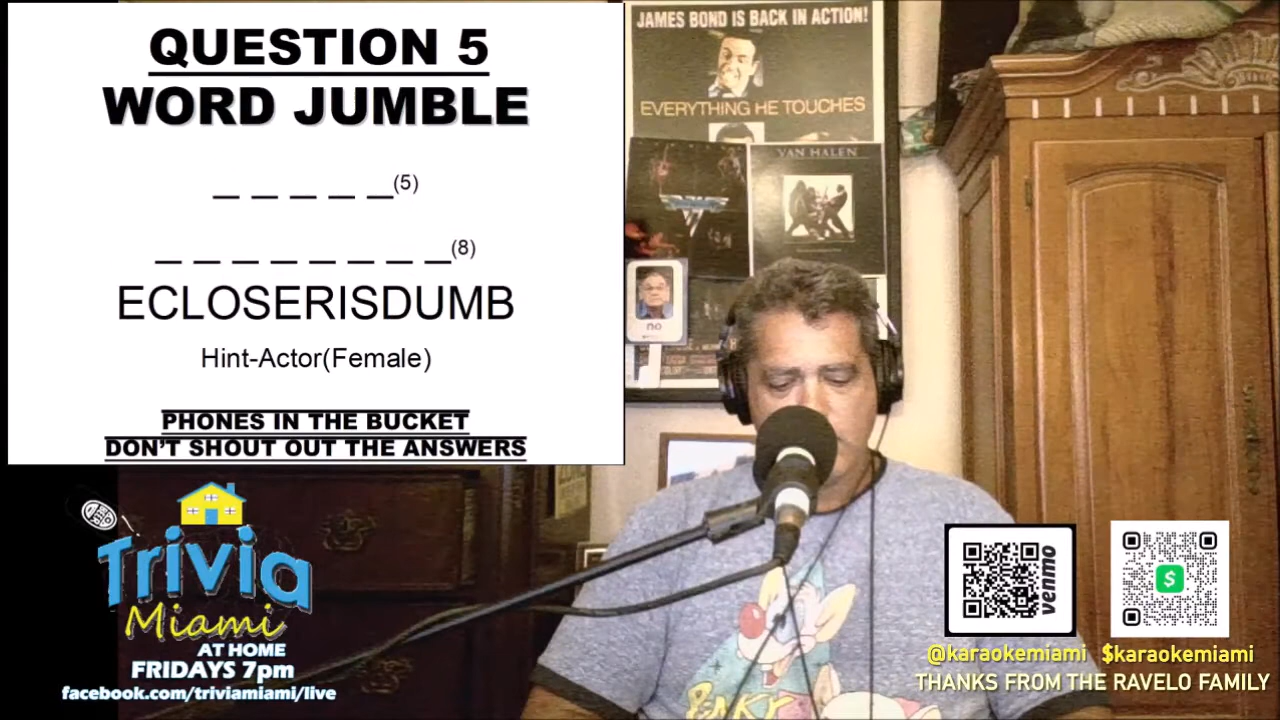 QUESTION 5
WORD JUMBLE
_ _ _ _ _(5)
_ _ _ _ _ _ _ _(8)
ECLOSERISDUMB
Hint-Actor(Female)
PHONES IN THE BUCKET
DON'T SHOUT OUT THE ANSWERS
JAMES BOND IS BACK IN ACTION!
EVERYTHING HE TOUCHES
VAN HALEN
no
Trivia
Miami
AT HOME
FRIDAYS 7pm
facebook.com/triviamiami/live
venmo
$
@karaokemiami $karaokemiami
THANKS FROM THE RAVELO FAMILY
PINKY